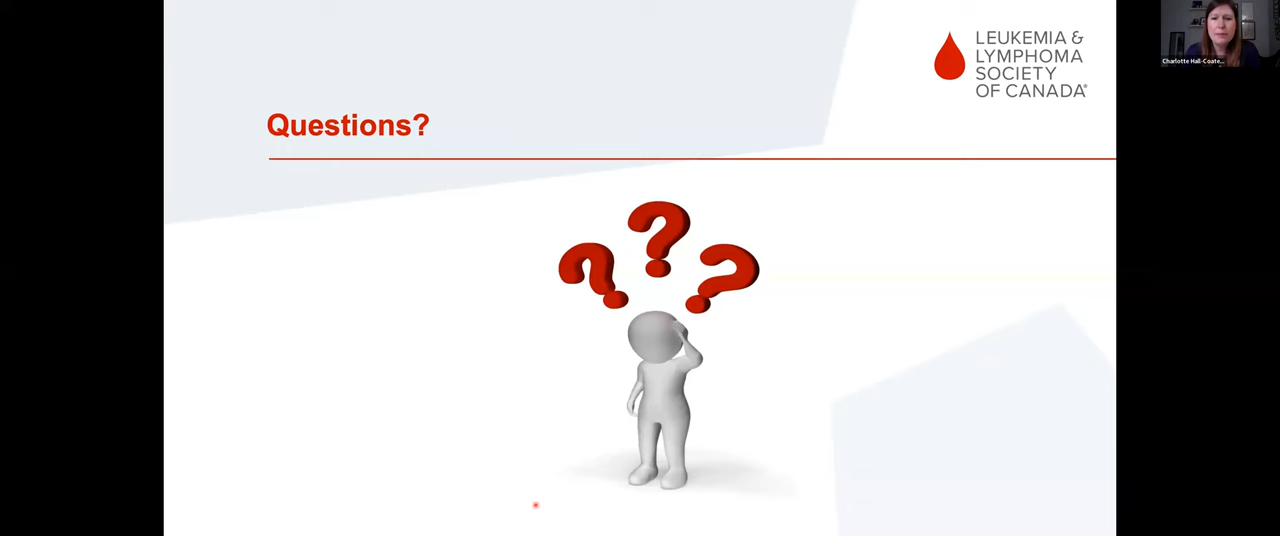 LEUKEMIA &
LYMPHOMA
SOCIETY
OF CANADA®
Questions?
? ? ?
Charlotte Hall-Coate...